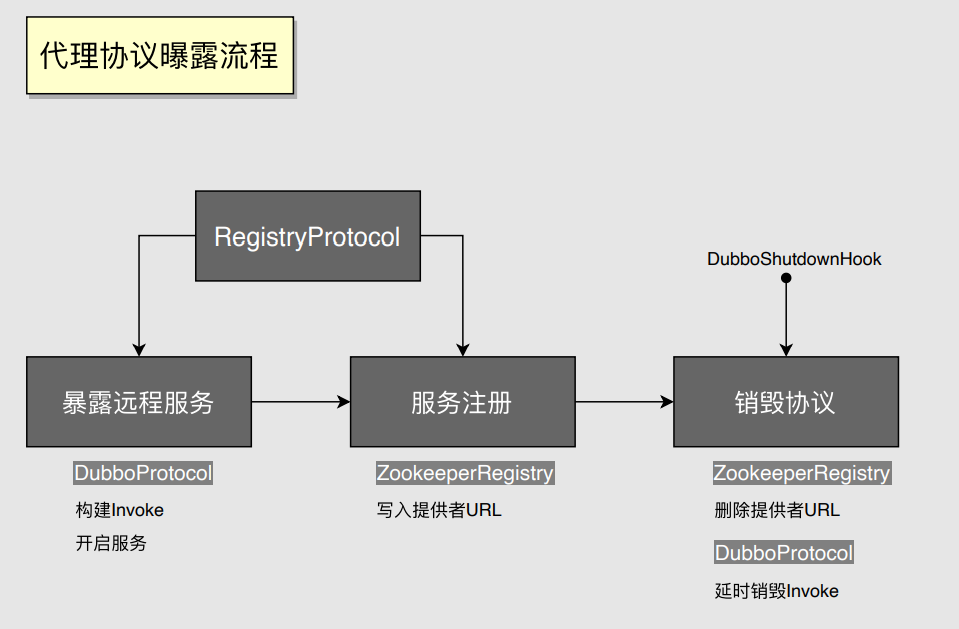 代理协议曝露流程
RegistryProtocol
DubboShutdownHook
暴露远程服务
服务注册
销毁协议
DubboProtocol
构建Invoke
开启服务
ZookeeperRegistry
写入提供者URL
ZookeeperRegistry
删除提供者URL
DubboProtocol
延时销毁Invoke